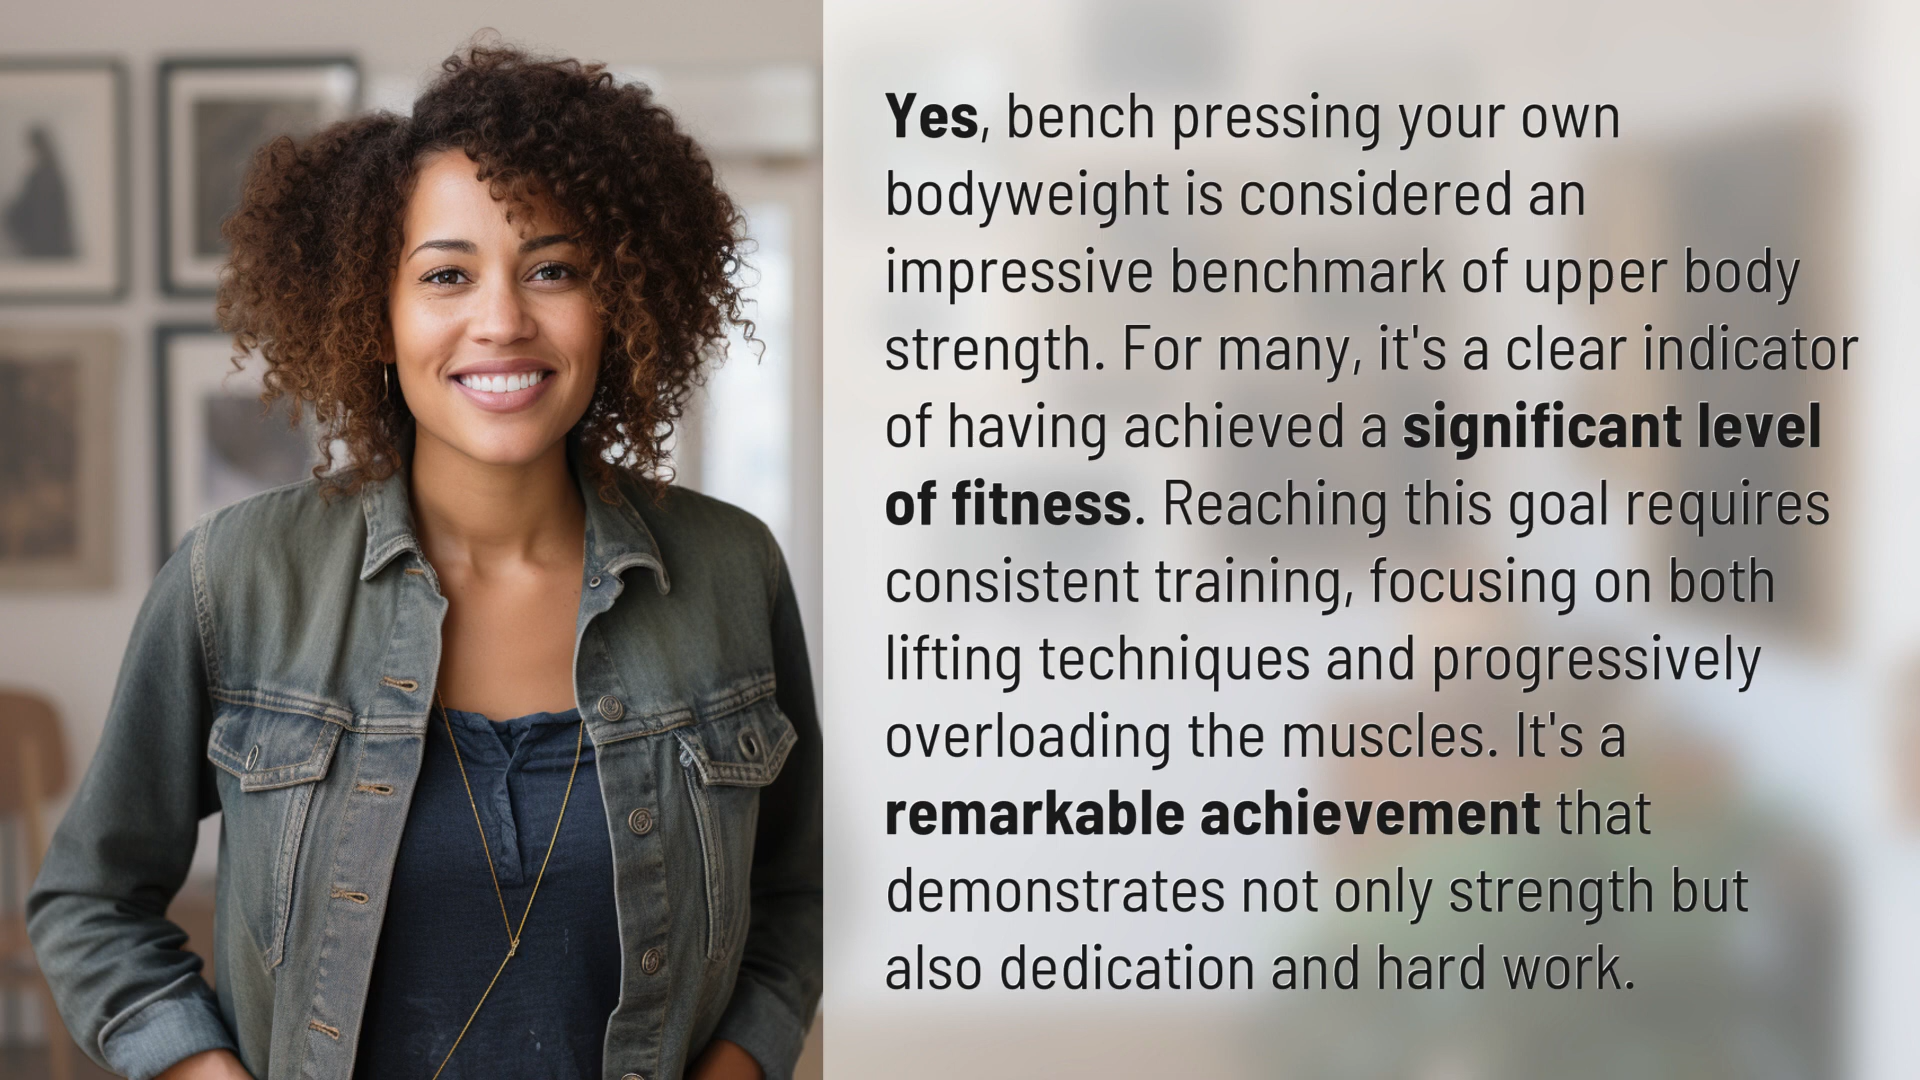 Yes, bench pressing your own
bodyweight is considered an
impressive benchmark of upper body
strength. For many, it's a clear indicator
of having achieved a significant level
of fitness. Reaching this goal requires
consistent training, focusing on both
lifting techniques and progressively
overloading the muscles. It's a
remarkable achievement that
demonstrates not only strength but
also dedication and hard work.